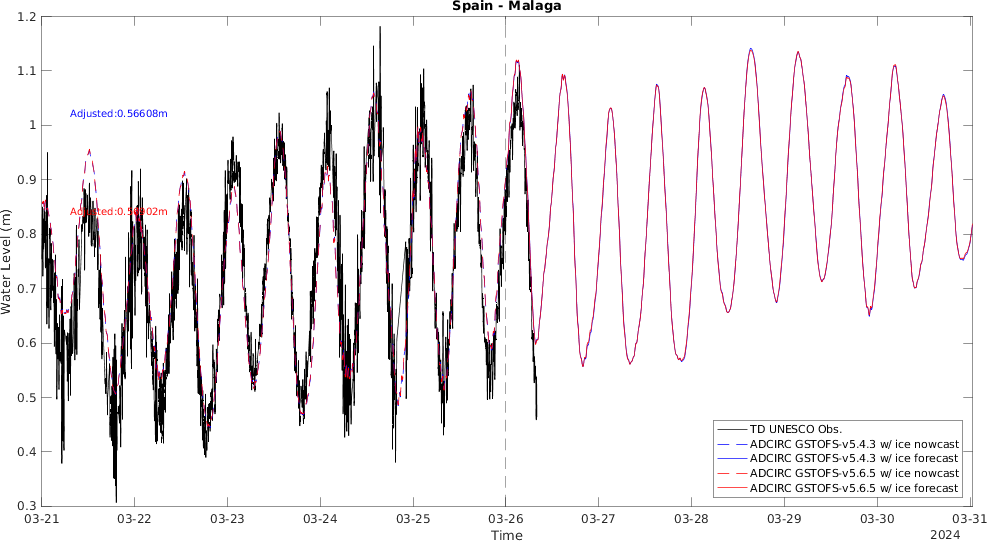 Spain - Malaga
1.2
1.1
1
0.9
0.8
0.7
0.6
0.5
0.4
0.3
Water Level (m)
Adjusted:0.56608m
Adjusted:0.56902m
TD UNESCO Obs.
ADCIRC GSTOFS-v5.4.3 w/ ice nowcast
ADCIRC GSTOFS-v5.4.3 w/ ice forecast
ADCIRC GSTOFS-v5.6.5 w/ ice nowcast
ADCIRC GSTOFS-v5.6.5 w/ ice forecast
03-21 03-22 03-23 03-24 03-25 03-26 03-27 03-28 03-29 03-30 03-31
Time
2024